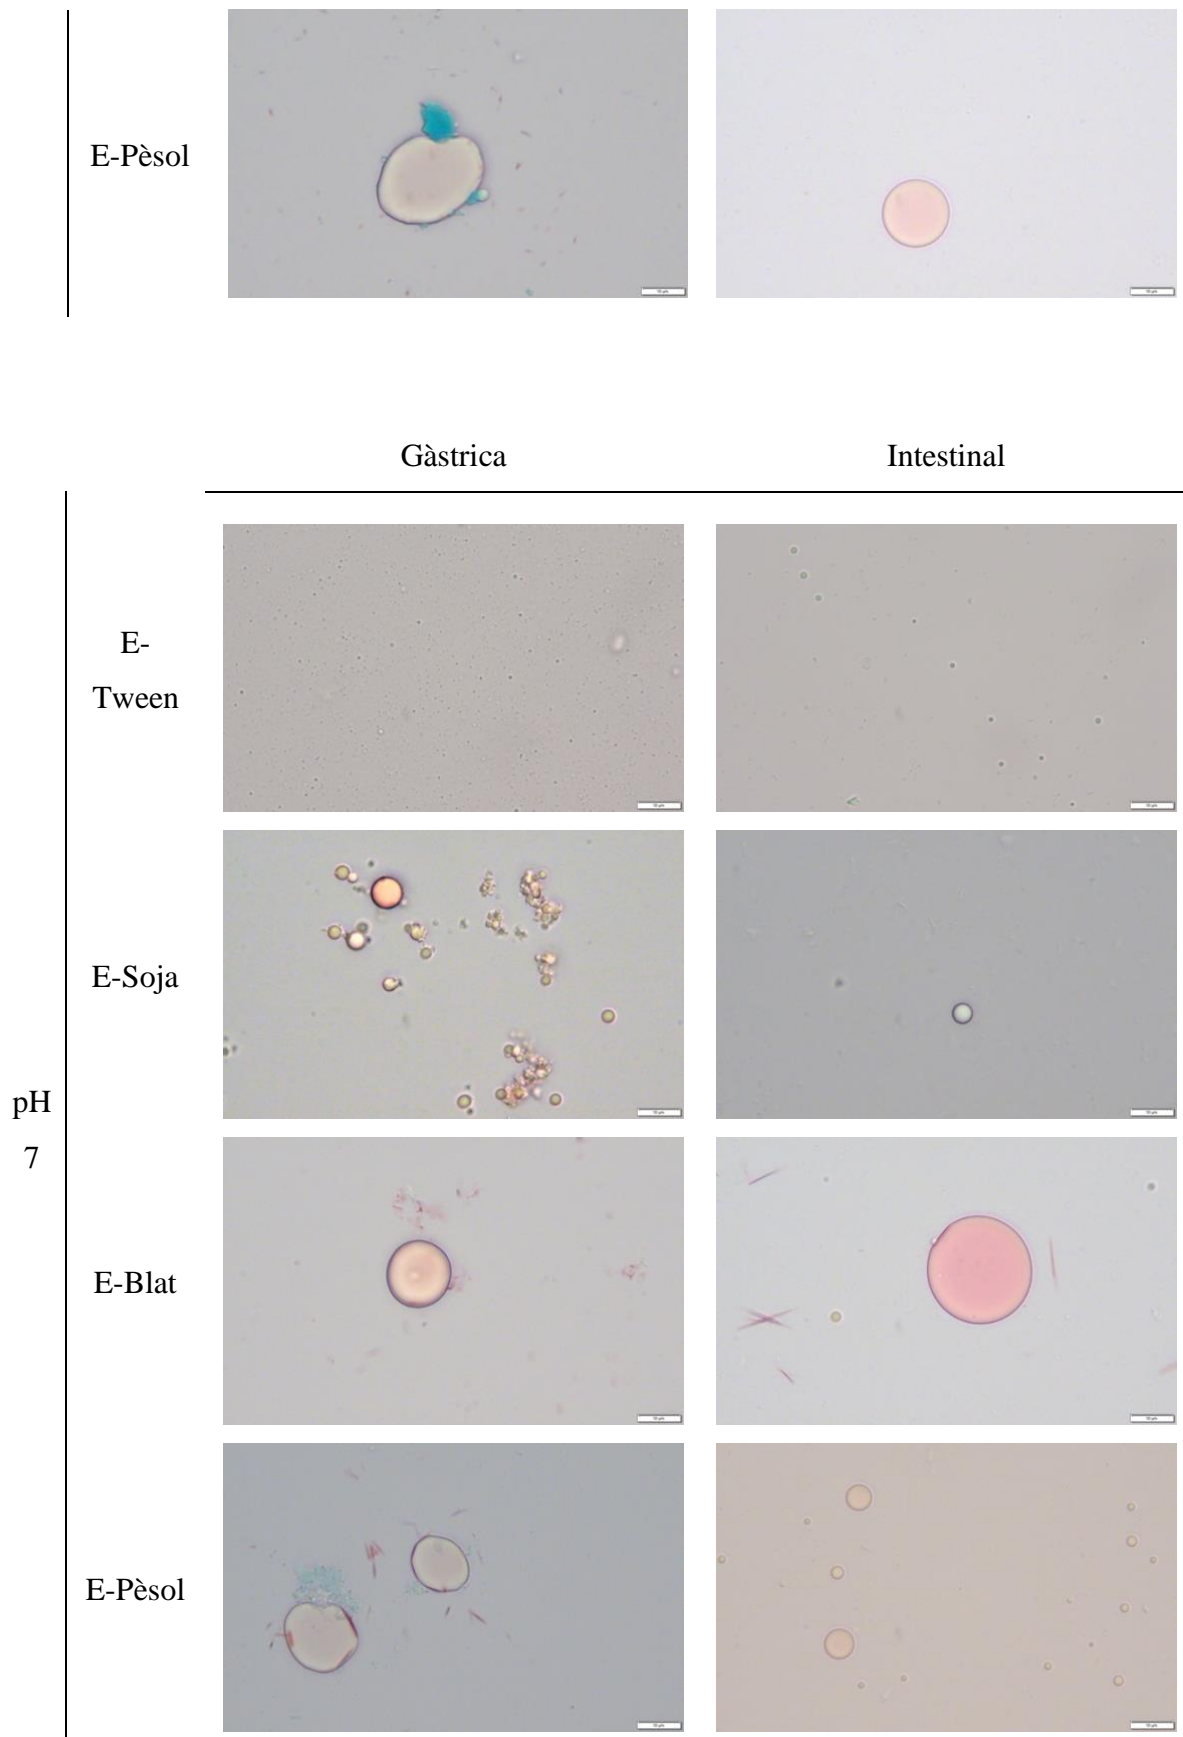 E-Pèsol
Gàstrica Intestinal
E-
Tween
E-Soja
pH
7
E-Blat
E-Pèsol